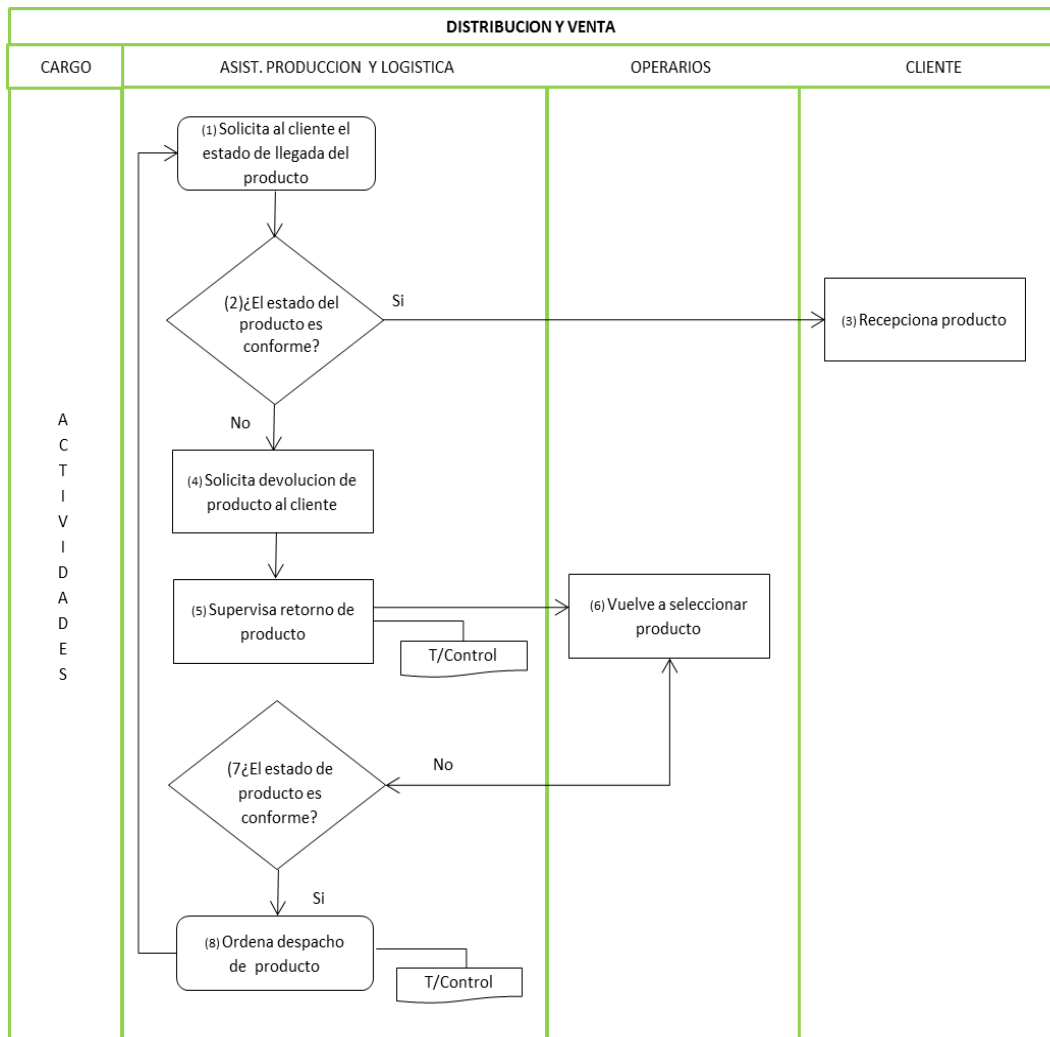 DISTRIBUCION Y VENTA
CARGO
ASIST. PRODUCCION Y LOGISTICA
OPERARIOS
CLIENTE
A
C
T
I
V
I
D
A
D
E
S
(1) Solicita al cliente el
estado de llegada del
producto
(2)¿El estado del
producto es
conforme?
Si
(3) Recepciona producto
No
(4) Solicita devolucion de
producto al cliente
(5) Supervisa retorno de
producto
T/Control
(6) Vuelve a seleccionar
producto
(7¿El estado de
producto es
conforme?
No
Si
(8) Ordena despacho
de producto
T/Control